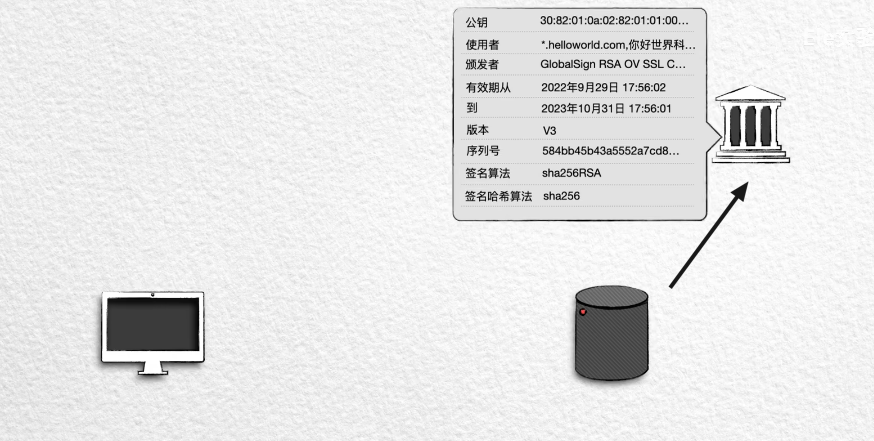 公钥 30:82:01:0a:02:82:01:01:00...
使用者 *.helloworld.com,你好世界科...
颁发者 GlobalSign RSA OV SSL C...
有效期从 2022年9月29日 17:56:02
到 2023年10月31日 17:56:01
版本 V3
序列号 584bb45b43a5552a7cd8...
签名算法 sha256RSA
签名哈希算法 sha256